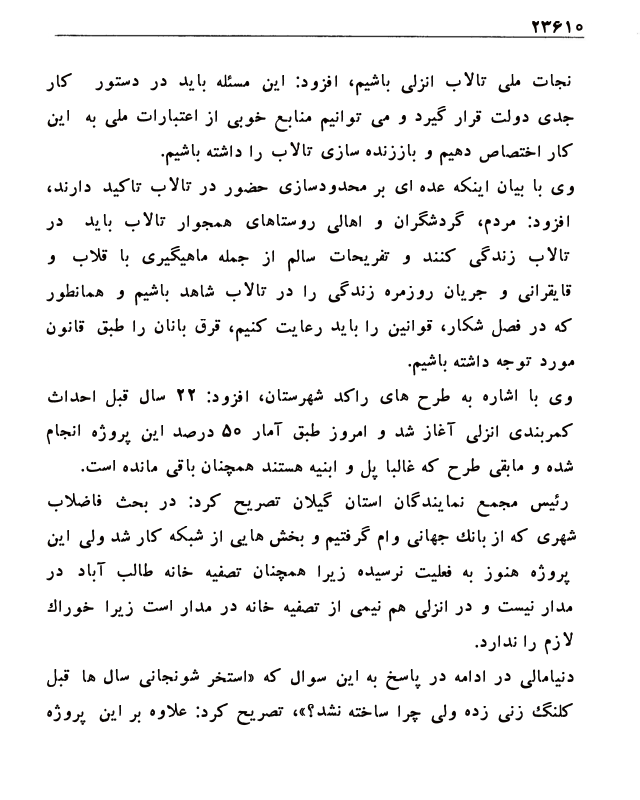 ۲۳۶۱۰
نجات ملی تالاب انزلی باشیم، افزود: این مسئله باید در دستور کار
جدی دولت قرار گیرد و می توانیم منابع خوبی از اعتبارات ملی به این
کار اختصاص دهیم و باززنده سازی تالاب را داشته باشیم.
وی با بیان اینکه عده ای بر محدودسازی حضور در تالاب تاکید دارند،
افزود: مردم، گردشگران و اهالی روستاهای همجوار تالاب باید در
تالاب زندگی کنند و تفریحات سالم از جمله ماهیگیری با قلاب و
قایقرانی و جریان روزمره زندگی را در تالاب شاهد باشیم و همانطور
که در فصل شکار، قوانین را باید رعایت کنیم، قرق بانان را طبق قانون
مورد توجه داشته باشیم.
وی با اشاره به طرح های راکد شهرستان، افزود: ۲۲ سال قبل احداث
کمربندی انزلی آغاز شد و امروز طبق آمار ۵۰ درصد این پروژه انجام
شده و مابقی طرح که غالبا پل و ابنیه هستند همچنان باقی مانده است.
رئیس مجمع نمایندگان استان گیلان تصریح کرد: در بحث فاضلاب
شهری که از بانک جهانی وام گرفتیم و بخش هایی از شبکه کار شد ولی این
پروژه هنوز به فعلیت نرسیده زیرا همچنان تصفیه خانه طالب آباد در
مدار نیست و در انزلی هم نیمی از تصفیه خانه در مدار است زیرا خوراک
لازم را ندارد.
دنیامالی در ادامه در پاسخ به این سوال که «استخر شونجانی سال ها قبل
کلنگ زنی زده ولی چرا ساخته نشد؟»، تصریح کرد: علاوه بر این پروژه